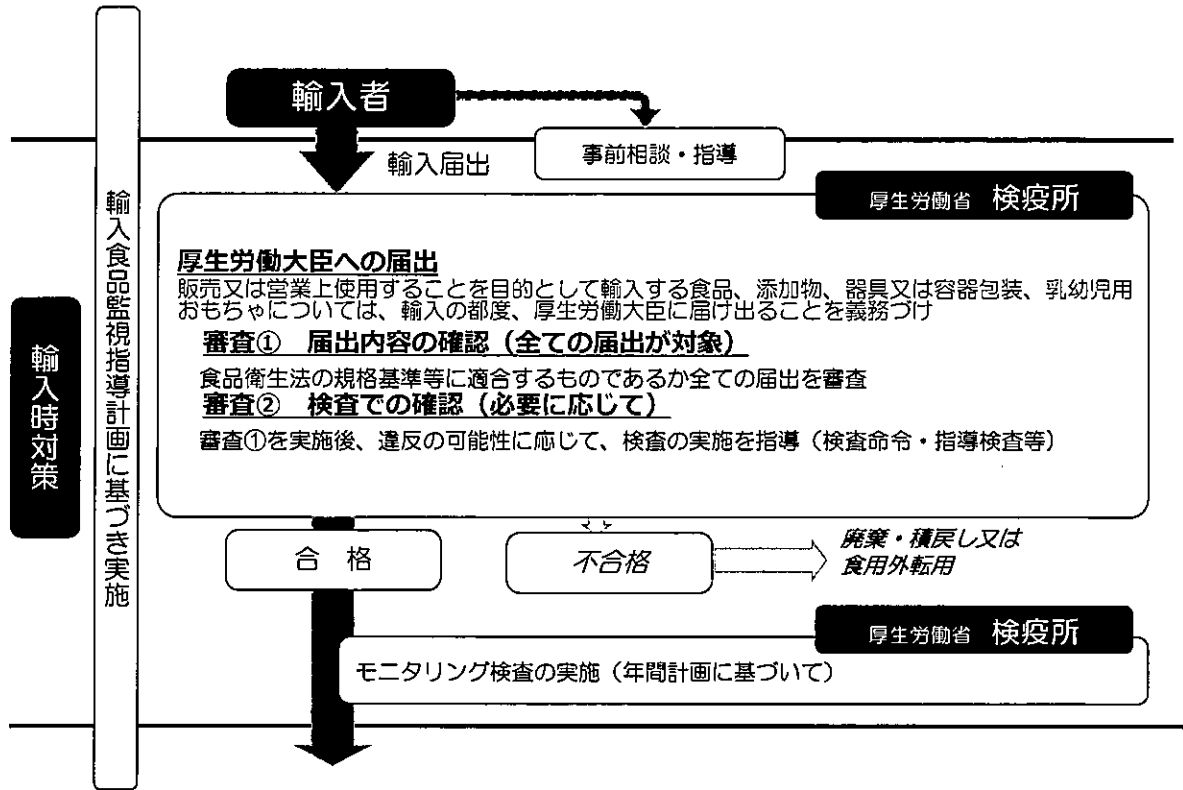 輸入者
事前相談・指導
輸入届出
厚生労働省 検疫所
輸入時対策
輸入食品監視指導計画に基づき実施
厚生労働大臣への届出
販売又は営業上使用することを目的として輸入する食品、添加物、器具又は容器包装、乳幼児用
おもちゃについては、輸入の都度、厚生労働大臣に届け出ることを義務づけ
審査① 届出内容の確認（全ての届出が対象）
食品衛生法の規格基準等に適合するものであるか全ての届出を審査
審査② 検査での確認（必要に応じて）
審査①を実施後、違反の可能性に応じて、検査の実施を指導（検査命令・指導検査等）
合 格
不合格
廃棄・積戻し又は
食用外転用
厚生労働省 検疫所
モニタリング検査の実施（年間計画に基づいて）